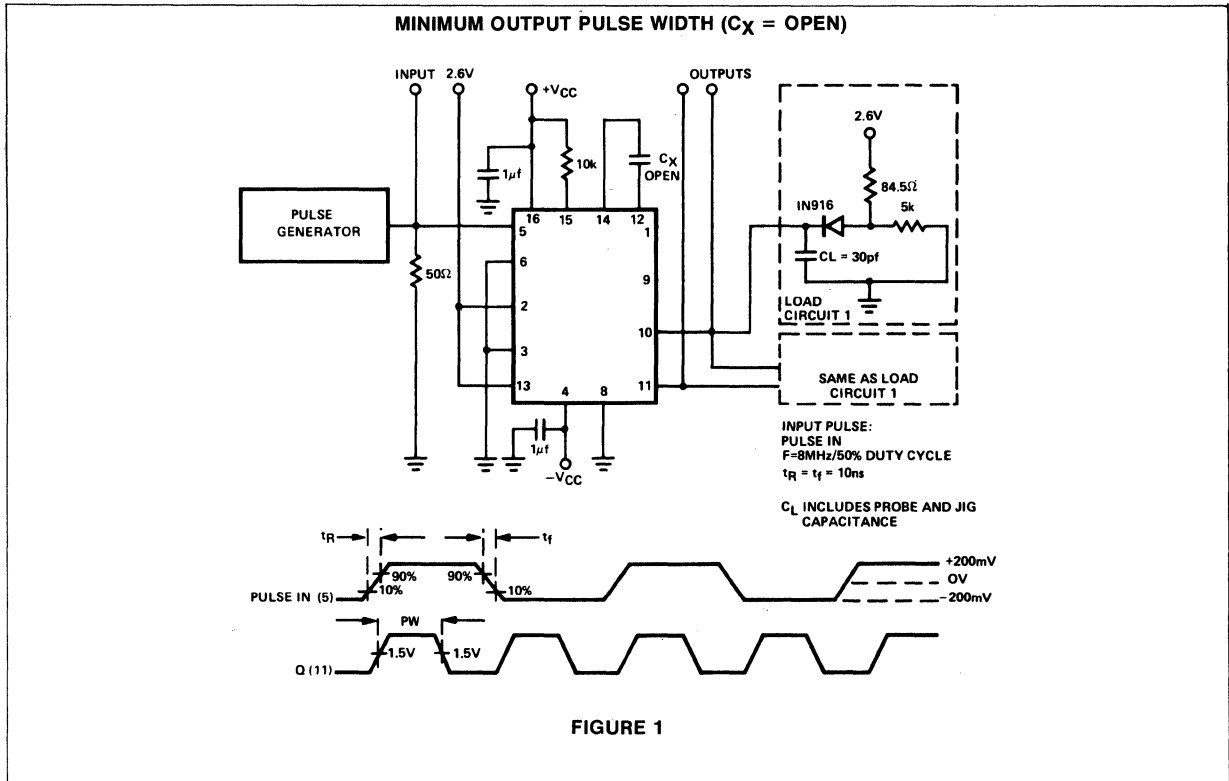 MINIMUM OUTPUT PULSE WIDTH (CX = OPEN)
INPUT 2.6V
+VCC
OUTPUTS
2.6V
1µf
10k
CX
OPEN
84.5Ω
IN916
5k
PULSE
GENERATOR
16 15 14 12
5
1
CL = 30pf
50Ω
6
9
2
LOAD
CIRCUIT 1
10
3
SAME AS LOAD
CIRCUIT 1
13
4
8
11
1µf
−VCC
INPUT PULSE:
PULSE IN
F=8MHz/50% DUTY CYCLE
tR = tf = 10ns
CL INCLUDES PROBE AND JIG
CAPACITANCE
tR
tf
+200mV
90%
90%
0V
10%
10%
PULSE IN (5)
−200mV
PW
1.5V
1.5V
Q (11)
FIGURE 1